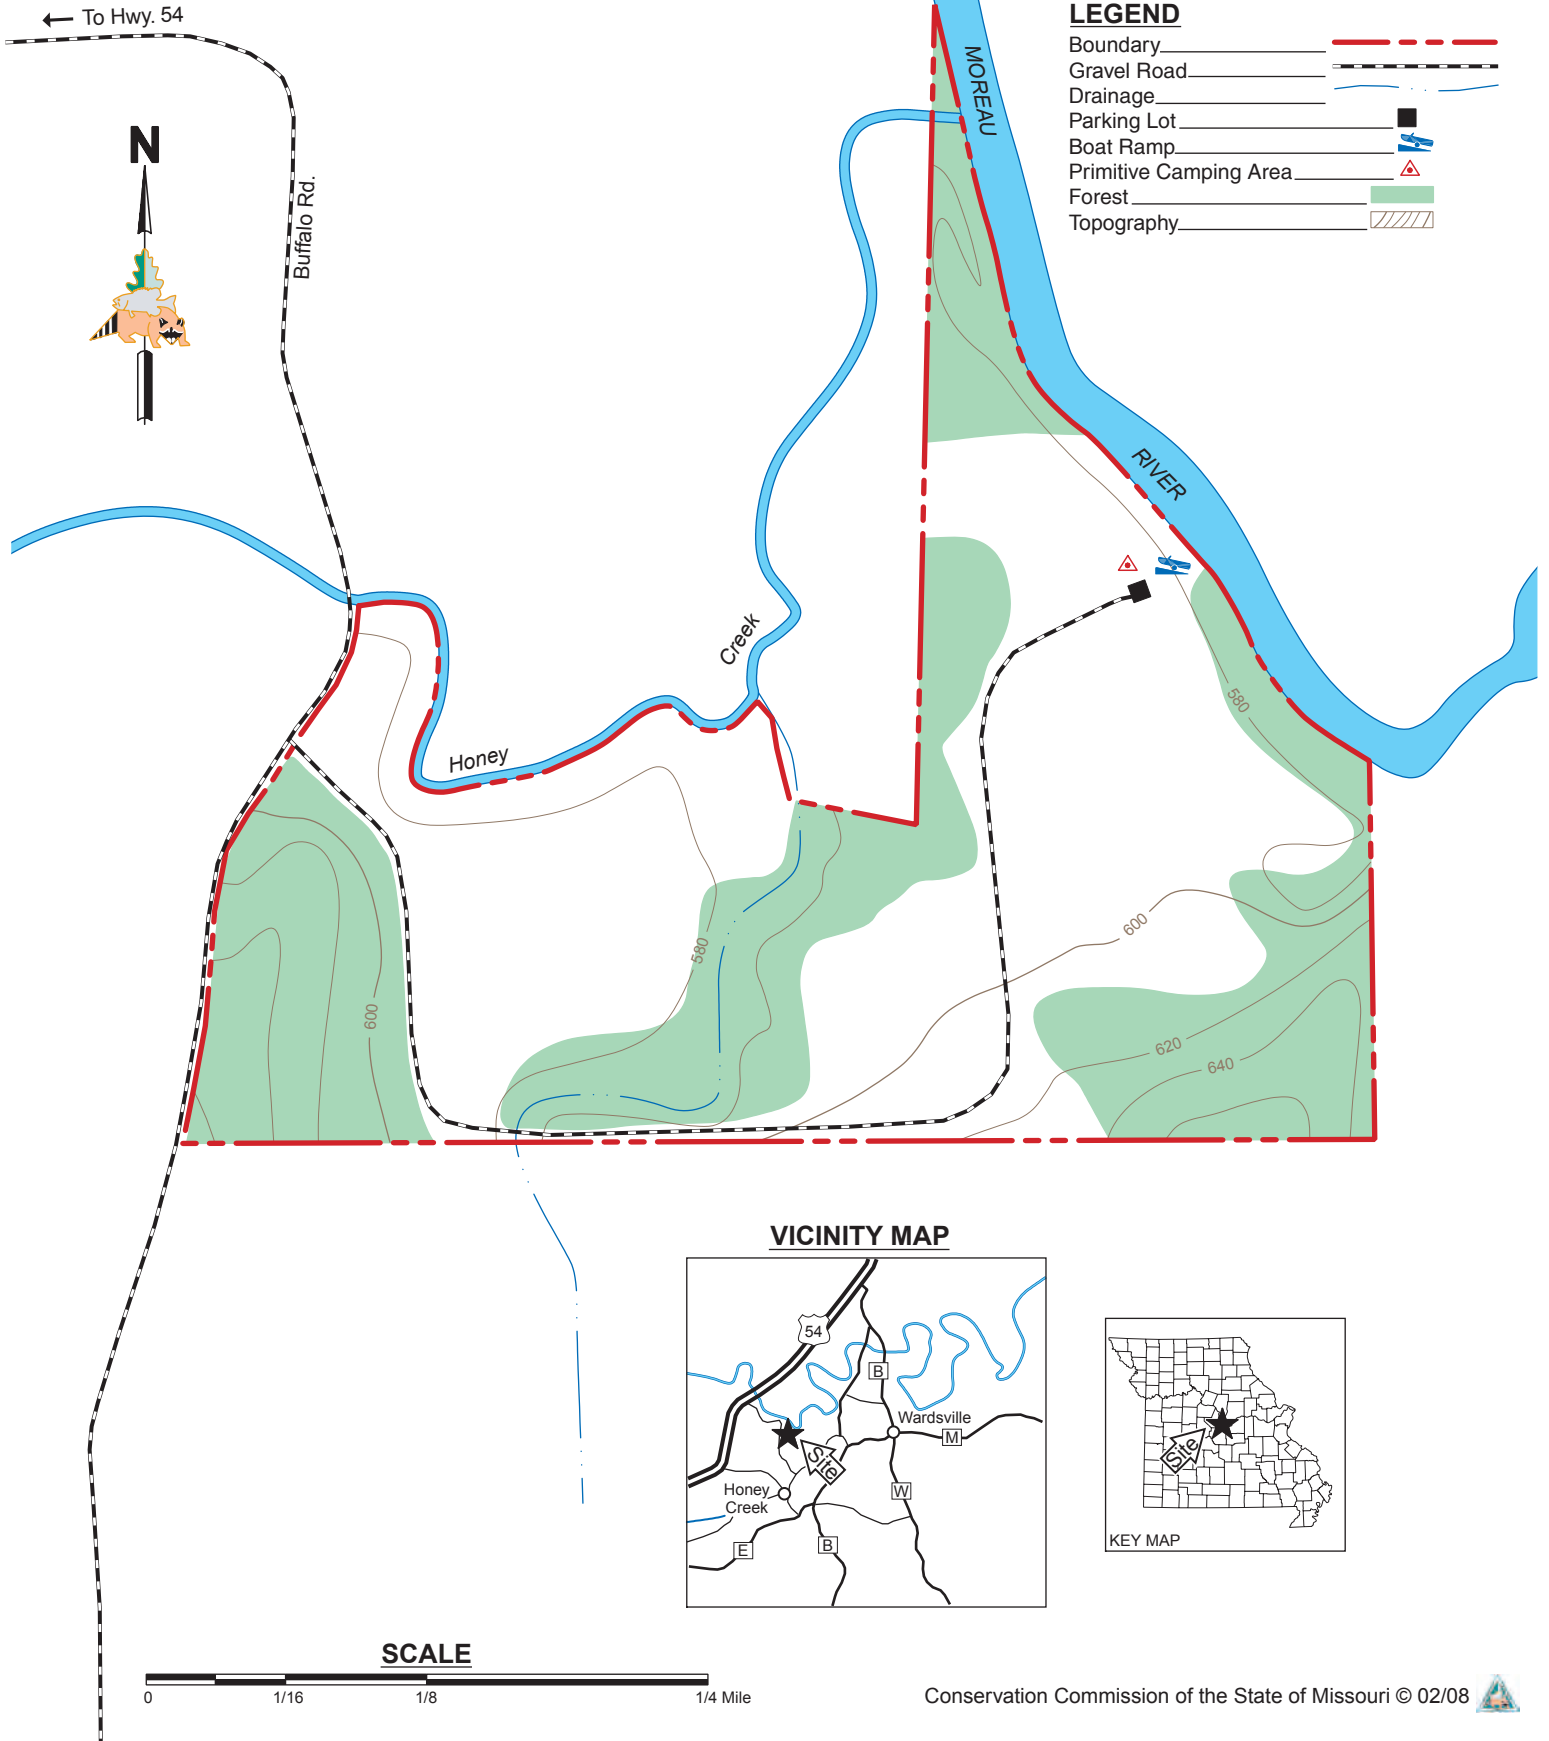 To Hwy. 54
LEGEND
Boundary
Gravel Road
Drainage
Parking Lot
Boat Ramp
Primitive Camping Area
Forest
Topography
N
Buffalo Rd.
MOREAU
RIVER
Creek
Honey
580
580
600
600
620
640
VICINITY MAP
54
B
Wardsville
M
Site
Honey
Creek
W
E
B
Site
KEY MAP
SCALE
0 1/16 1/8 1/4 Mile
Conservation Commission of the State of Missouri © 02/08